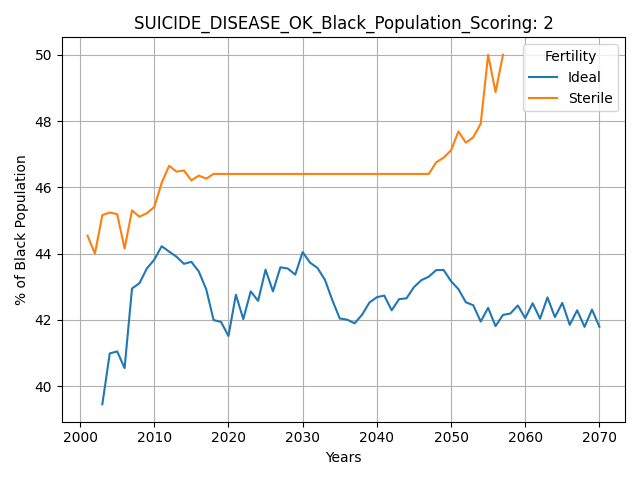 SUICIDE_DISEASE_OK_Black_Population_Scoring: 2
Fertility
Ideal
Sterile
% of Black Population
50
48
46
44
42
40
2000 2010 2020 2030 2040 2050 2060 2070
Years